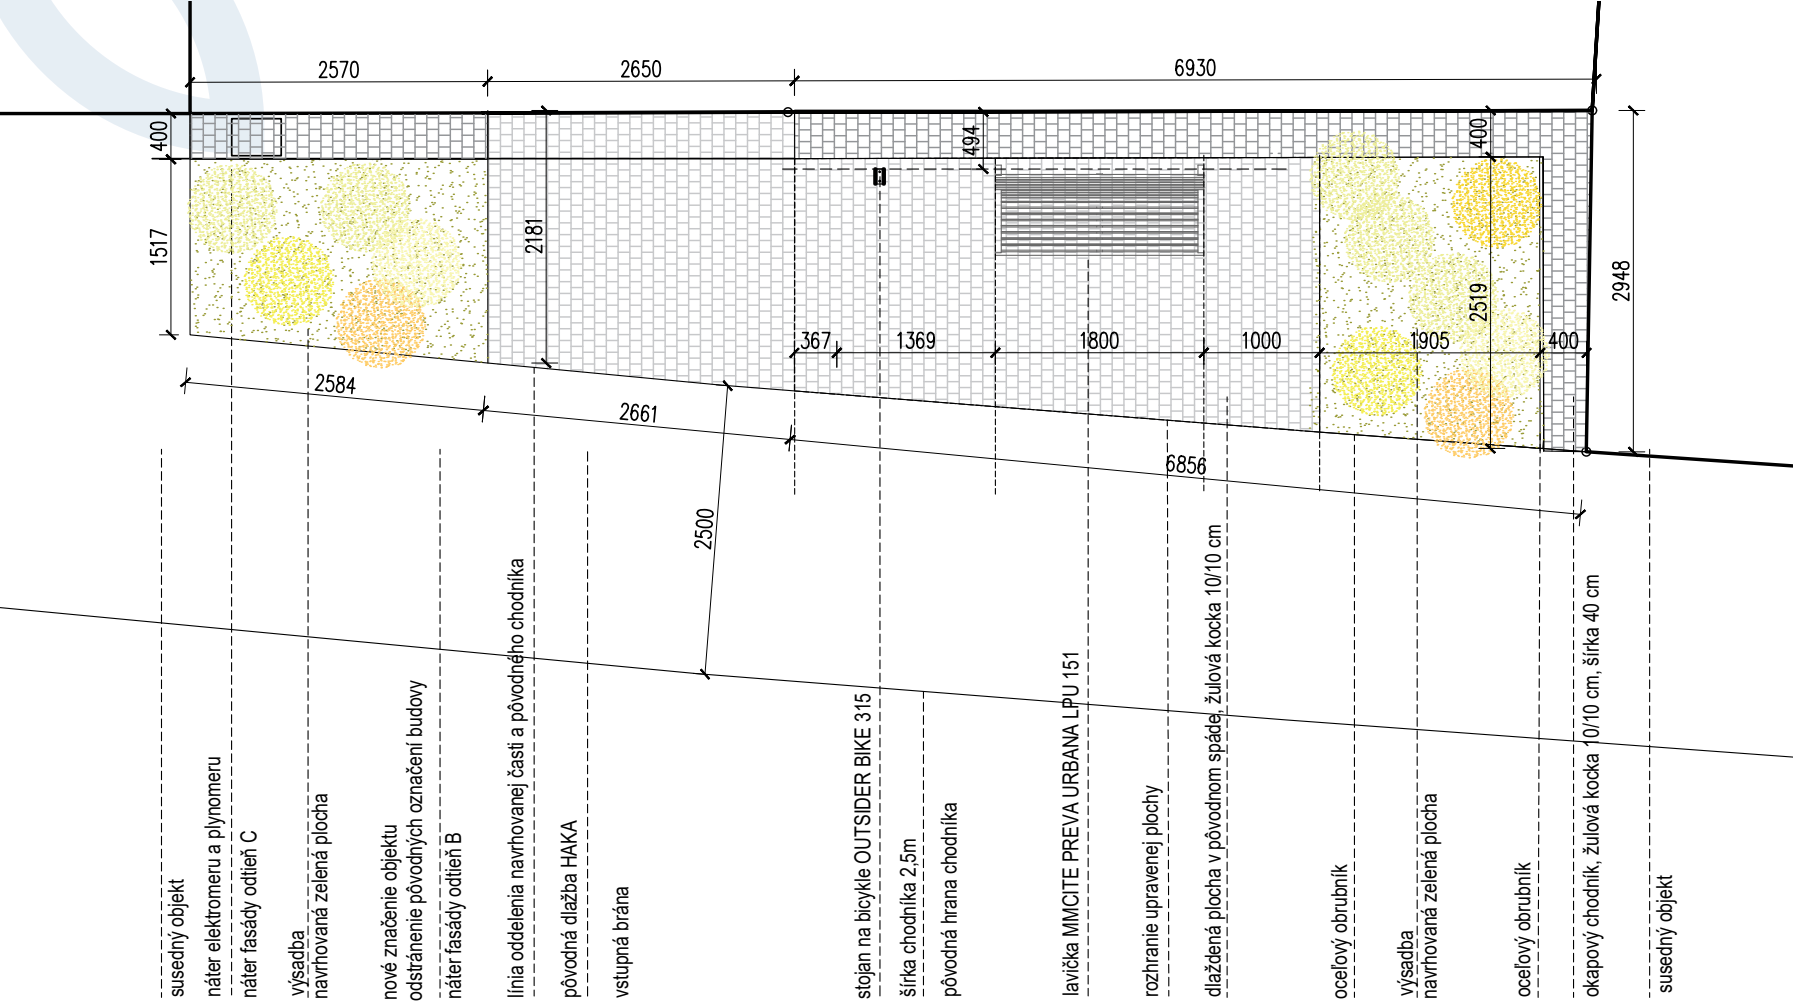 2570
2650
6930
400
494
400
1517
2181
2519
2948
367
1369
1800
1000
1905
400
2584
2661
6856
2500
susedný objekt
náter elektromeru a plynomeru
náter fasády odtieň C
výsadba
navrhovaná zelená plocha
nové značenie objektu
odstránenie pôvodných označení budovy
náter fasády odtieň B
línia oddelenia navrhovanej časti a pôvodného chodníka
pôvodná dlažba HAKA
vstupná brána
stojan na bicykle OUTSIDER BIKE 315
šírka chodníka 2,5m
pôvodná hrana chodníka
lavička MMCITE PREVA URBANA LPU 151
rozhranie upravenej plochy
dlaždená plocha v pôvodnom spáde, žulová kocka 10/10 cm
oceľový obrubník
výsadba
navrhovaná zelená plocha
oceľový obrubník
okapový chodník, žulová kocka 10/10 cm, šírka 40 cm
susedný objekt